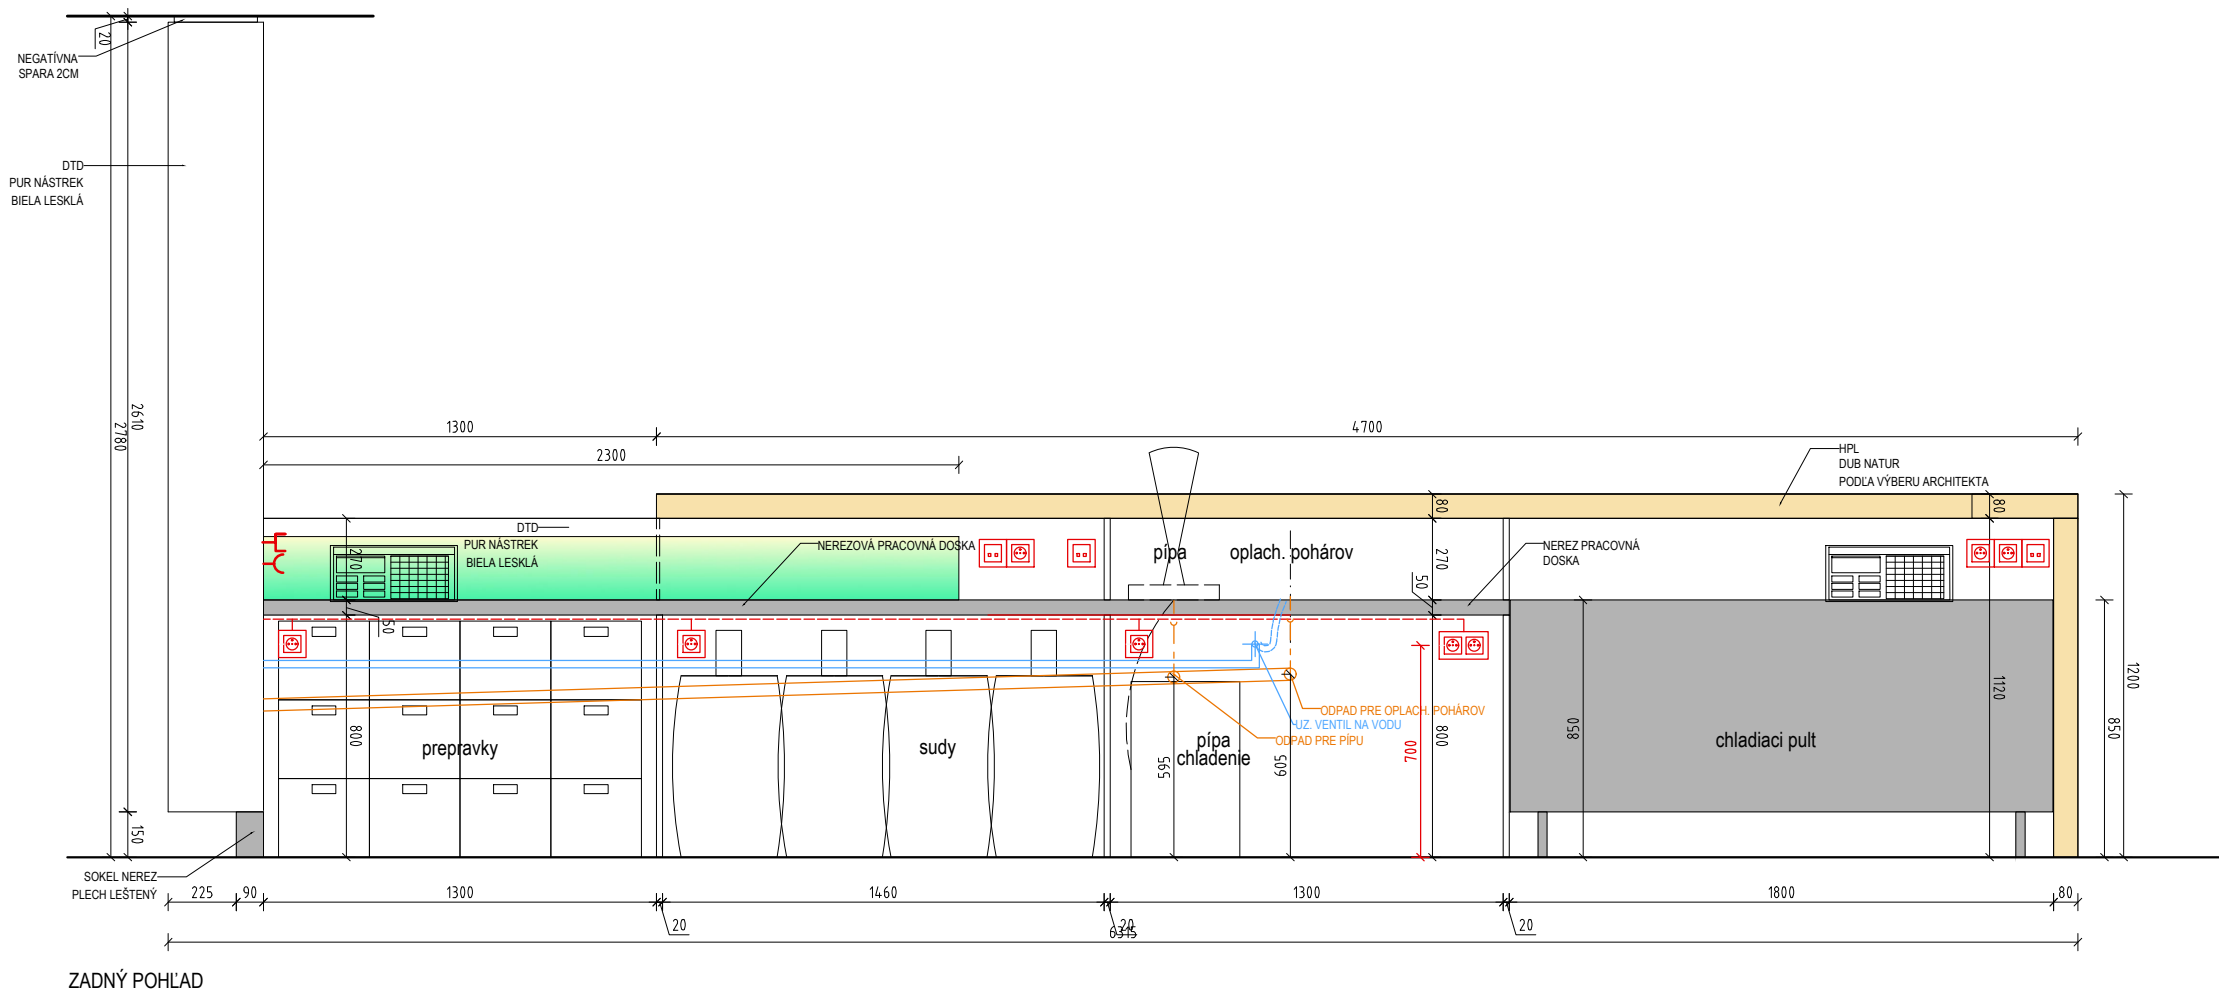 20
NEGATÍVNA
SPARA 2CM
DTD
PUR NÁSTREK
BIELA LESKLÁ
2610
2780
1300
4700
2300
HPL
DUB NATUR
PODĽA VÝBERU ARCHITEKTA
80
80
DTD
PUR NÁSTREK
BIELA LESKLÁ
270
NEREZOVÁ PRACOVNÁ DOSKA
pípa
oplach. pohárov
270
NEREZ PRACOVNÁ
DOSKA
50
50
1200
1120
850
850
800
800
700
prepravky
sudy
ODPAD PRE OPLACH. POHÁROV
UZ. VENTIL NA VODU
ODPAD PRE PÍPU
pípa
chladenie
565
605
chladiaci pult
150
SOKEL NEREZ
PLECH LEŠTENÝ
225
90
1300
1460
1300
1800
80
20
20
20
6315
ZADNÝ POHĽAD